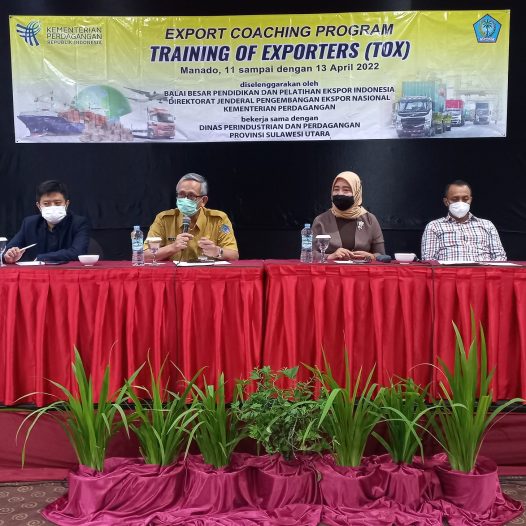 KEMENTERIAN
PERDAGANGAN
REPUBLIK INDONESIA
EXPORT COACHING PROGRAM
TRAINING OF EXPORTERS (TOX)
Manado, 11 sampai dengan 13 April 2022
diselenggarakan oleh
BALAI BESAR PENDIDIKAN DAN PELATIHAN EKSPOR INDONESIA
DIREKTORAT JENDERAL PENGEMBANGAN EKSPOR NASIONAL
KEMENTERIAN PERDAGANGAN
bekerja sama dengan
DINAS PERINDUSTRIAN DAN PERDAGANGAN
PROVINSI SULAWESI UTARA